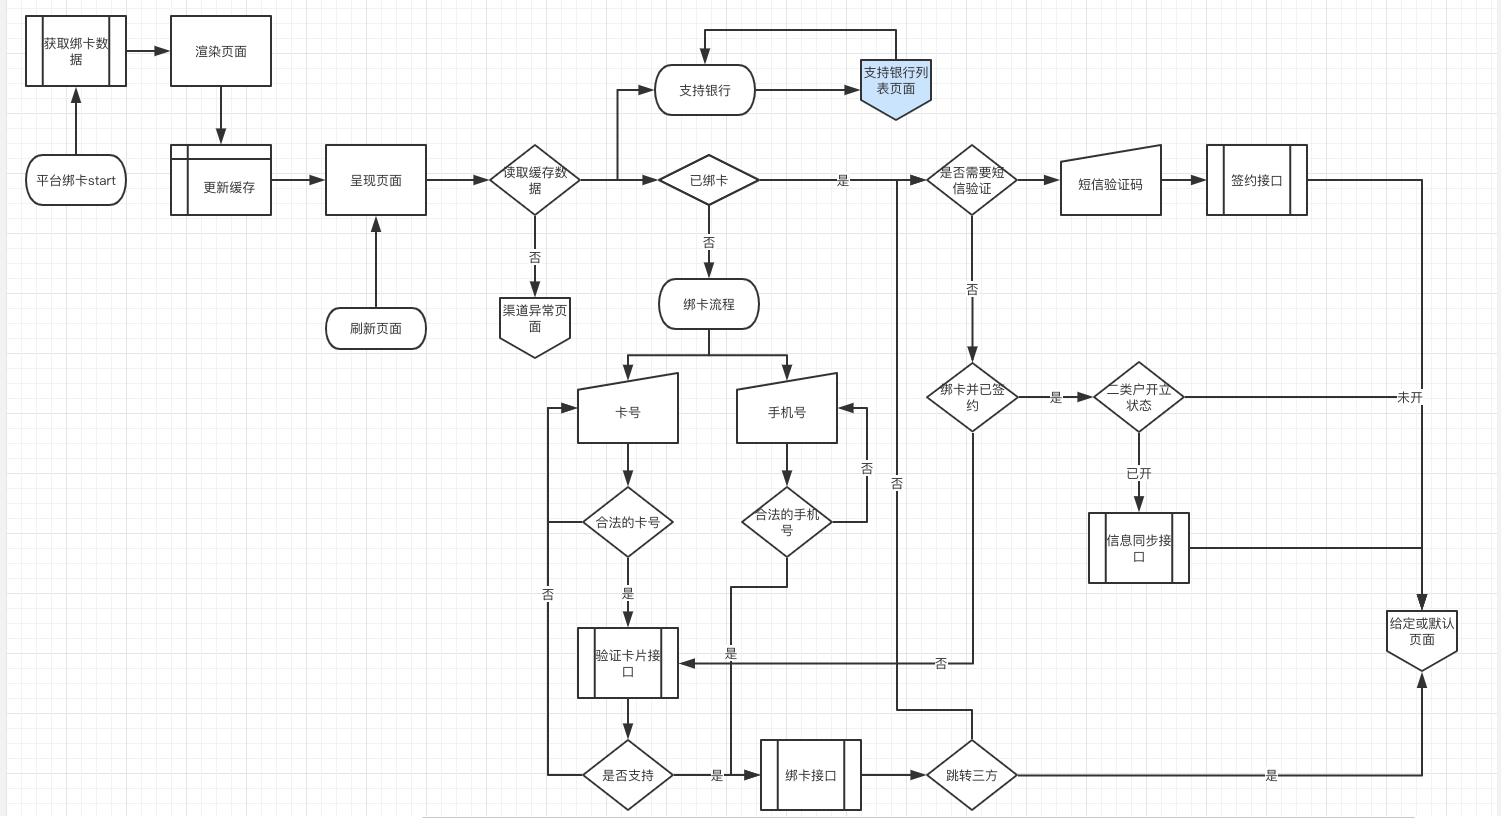 获取绑卡数
据
渲染页面
支持银行
支持银行列
表页面
平台绑卡start
更新缓存
呈现页面
读取缓存数
据
已绑卡
是
是否需要短
信验证
短信验证码
签约接口
否
否
否
刷新页面
渠道异常页
面
绑卡流程
绑卡并已签
约
是
二类户开立
状态
未开
卡号
手机号
否
否
已开
合法的卡号
合法的手机
号
信息同步接
口
否
是
给定或默认
页面
验证卡片接
口
是
否
是否支持
是
绑卡接口
跳转三方
是